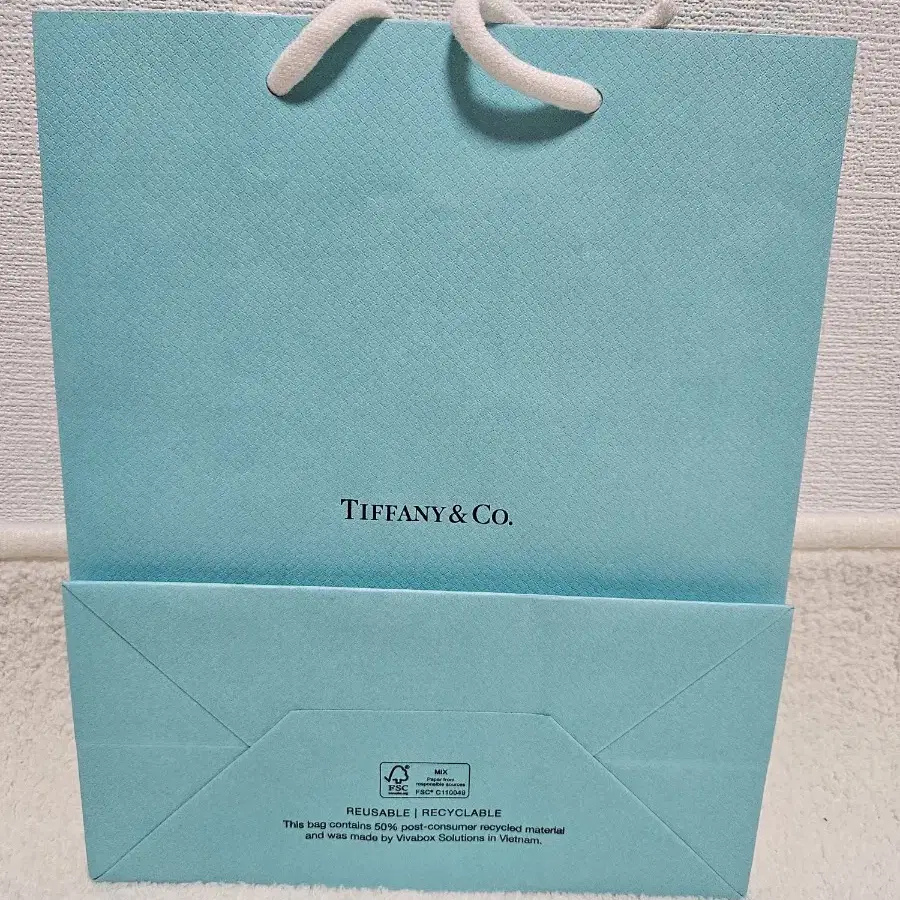 TIFFANY & CO.
FSC
MIX
Paper from
responsible sources
FSC® C110049
REUSABLE | RECYCLABLE
This bag contains 50% post-consumer recycled material
and was made by Vivabox Solutions in Vietnam.